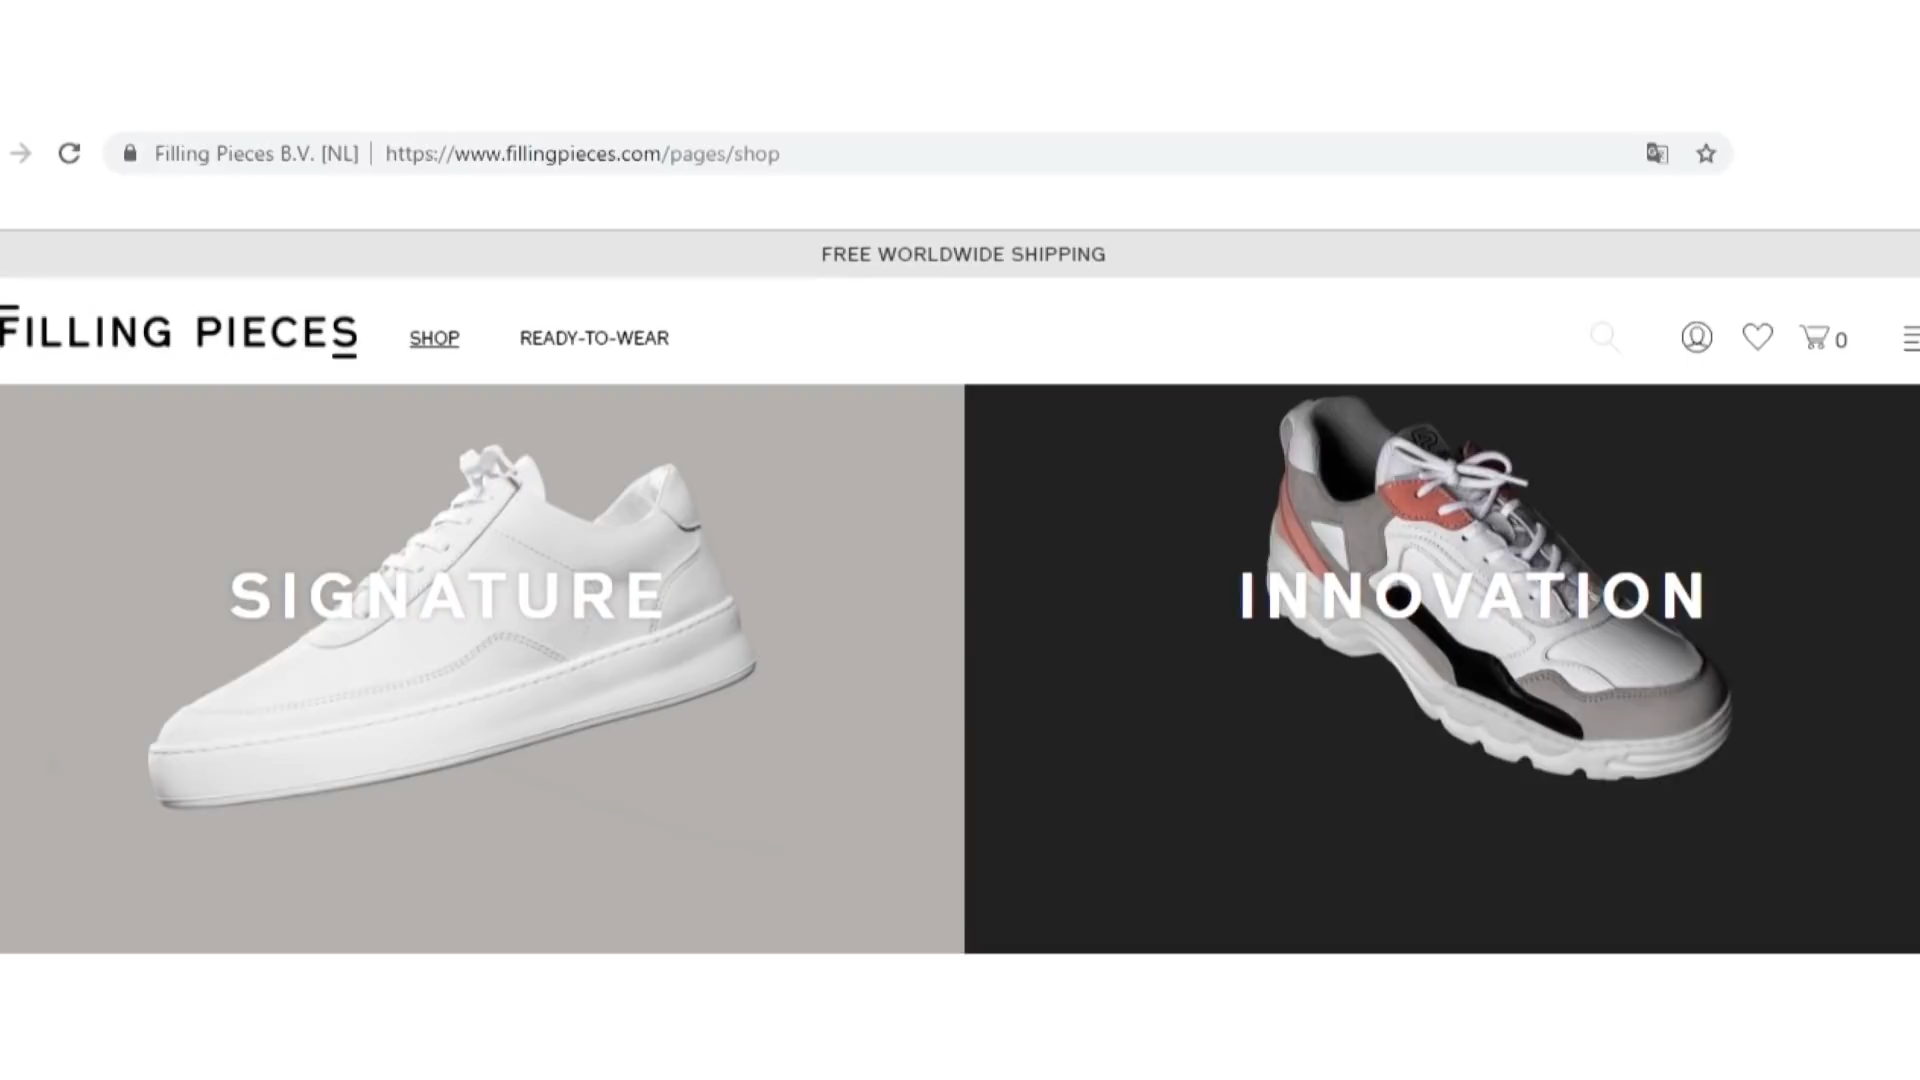 Filling Pieces B.V. [NL] | https://www.fillingpieces.com/pages/shop
FREE WORLDWIDE SHIPPING
FILLING PIECES SHOP READY-TO-WEAR 0
SIGNATURE INNOVATION